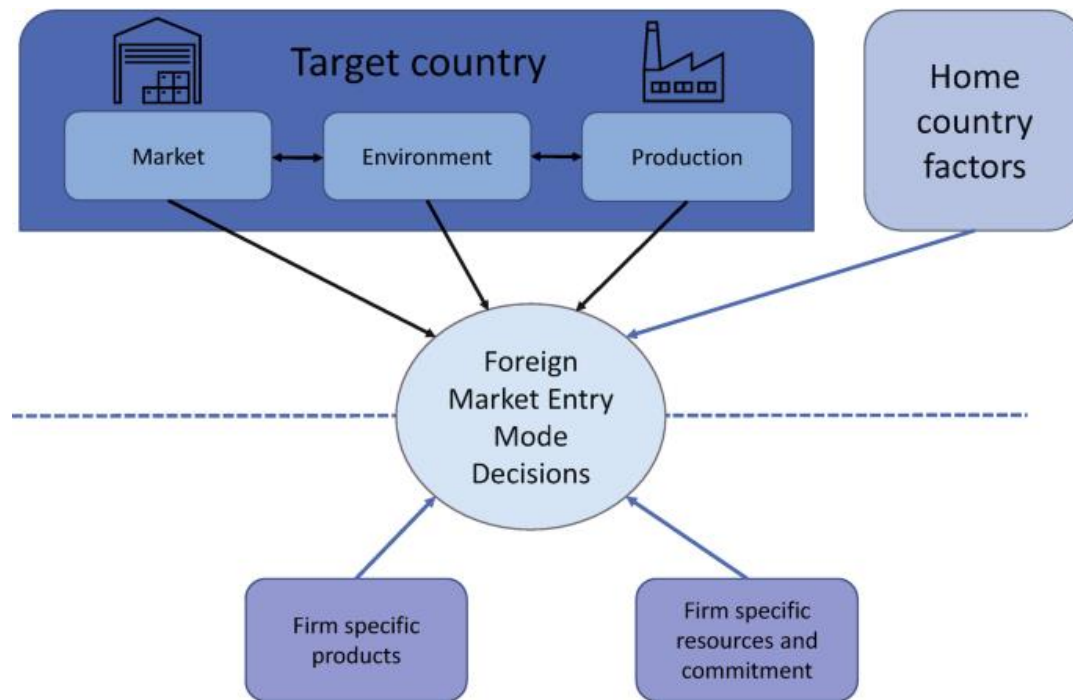 Target country
Market
Environment
Production
Home
country
factors
Foreign
Market Entry
Mode
Decisions
Firm specific
products
Firm specific
resources and
commitment